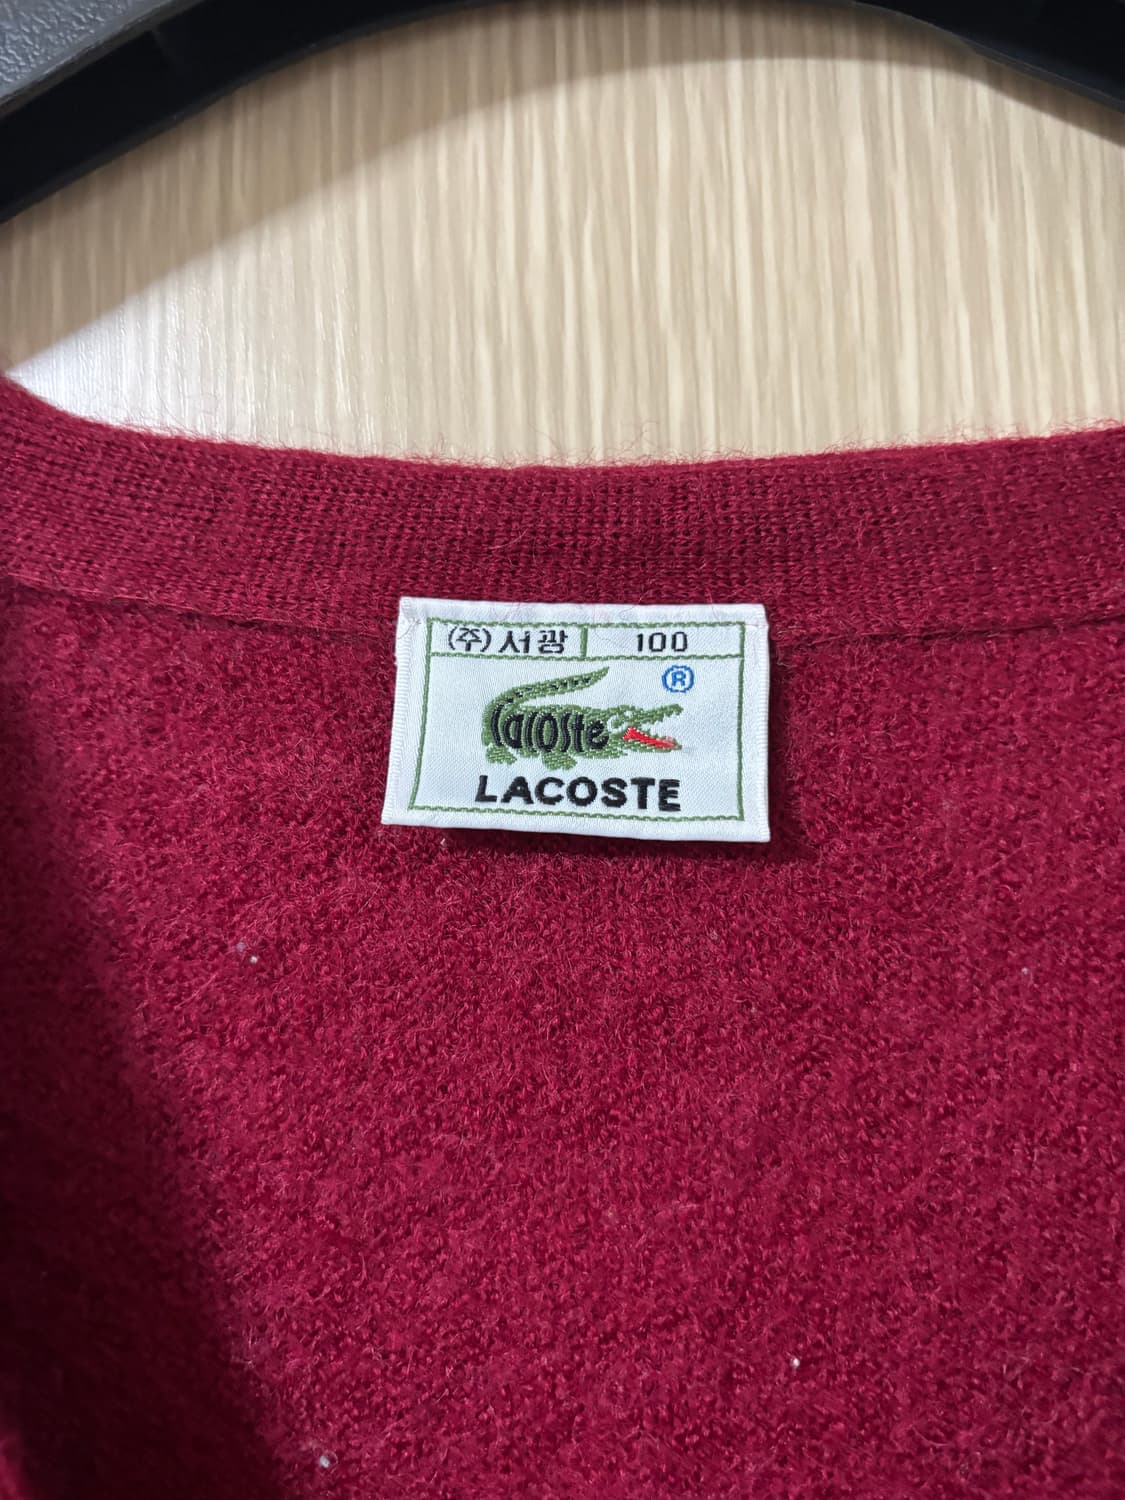 (주)서광 100
®
Lacoste
LACOSTE